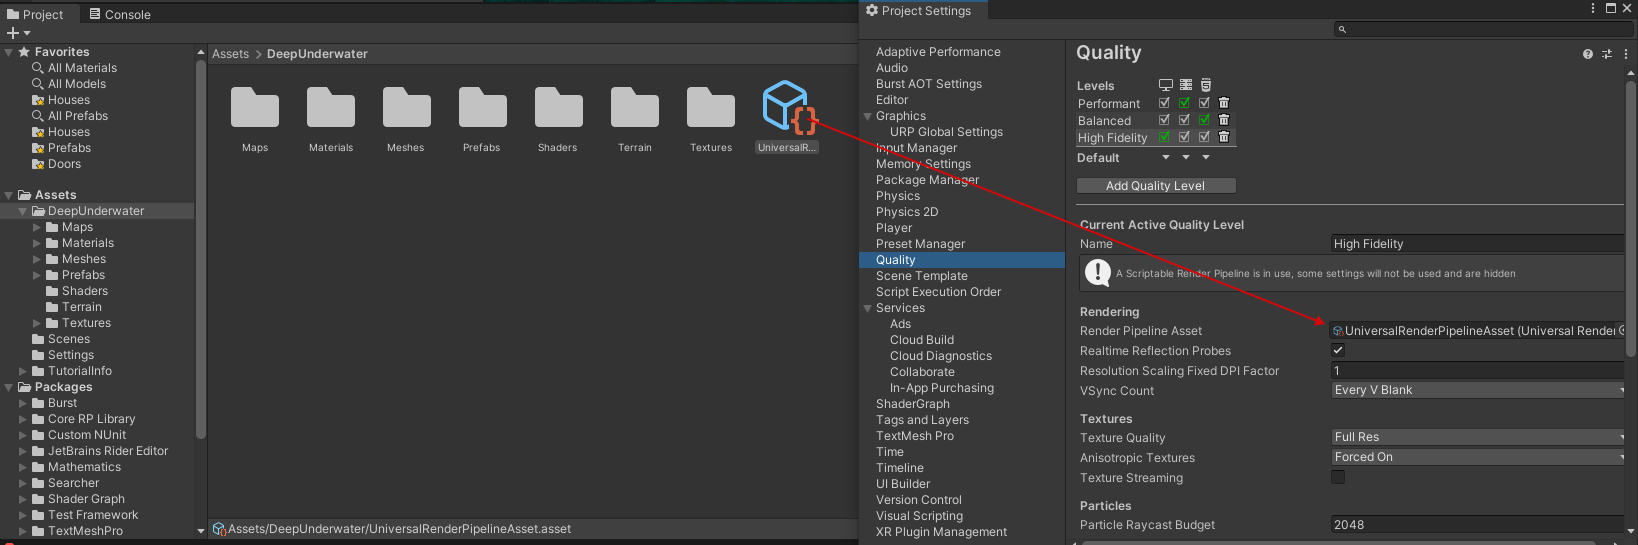 Project
Console
Favorites
All Materials
All Models
Houses
All Prefabs
Houses
Prefabs
Doors
Assets
DeepUnderwater
Maps
Materials
Meshes
Prefabs
Shaders
Terrain
Textures
Scenes
Settings
TutorialInfo
Packages
Burst
Core RP Library
Custom NUnit
JetBrains Rider Editor
Mathematics
Searcher
Shader Graph
Test Framework
TextMeshPro
Assets > DeepUnderwater
Maps
Materials
Meshes
Prefabs
Shaders
Terrain
Textures
UniversalR...
Assets/DeepUnderwater/UniversalRenderPipelineAsset.asset
Project Settings
Adaptive Performance
Audio
Burst AOT Settings
Editor
Graphics
URP Global Settings
Input Manager
Memory Settings
Package Manager
Physics
Physics 2D
Player
Preset Manager
Quality
Scene Template
Script Execution Order
Services
Ads
Cloud Build
Cloud Diagnostics
Collaborate
In-App Purchasing
ShaderGraph
Tags and Layers
TextMesh Pro
Time
Timeline
UI Builder
Version Control
Visual Scripting
XR Plugin Management
Quality
Levels
Performant
Balanced
High Fidelity
Default
Add Quality Level
Current Active Quality Level
Name High Fidelity
A Scriptable Render Pipeline is in use, some settings will not be used and are hidden
Rendering
Render Pipeline Asset UniversalRenderPipelineAsset (Universal Render
Realtime Reflection Probes
Resolution Scaling Fixed DPI Factor 1
VSync Count Every V Blank
Textures
Texture Quality Full Res
Anisotropic Textures Forced On
Texture Streaming
Particles
Particle Raycast Budget 2048